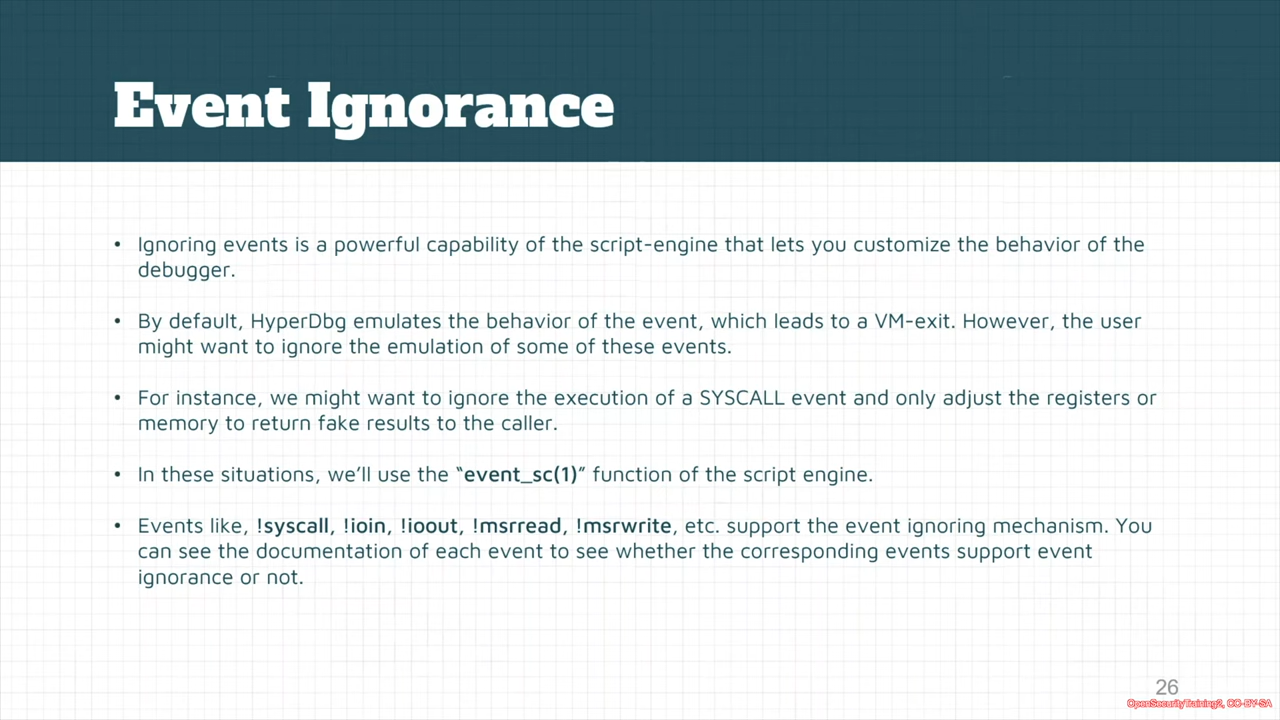 Event Ignorance
• Ignoring events is a powerful capability of the script-engine that lets you customize the behavior of the
debugger.
• By default, HyperDbg emulates the behavior of the event, which leads to a VM-exit. However, the user
might want to ignore the emulation of some of these events.
• For instance, we might want to ignore the execution of a SYSCALL event and only adjust the registers or
memory to return fake results to the caller.
• In these situations, we’ll use the “event_sc(1)” function of the script engine.
• Events like, !syscall, !ioin, !ioout, !msrread, !msrwrite, etc. support the event ignoring mechanism. You
can see the documentation of each event to see whether the corresponding events support event
ignorance or not.
26
OpenSecurityTraining2, CC-BY-SA